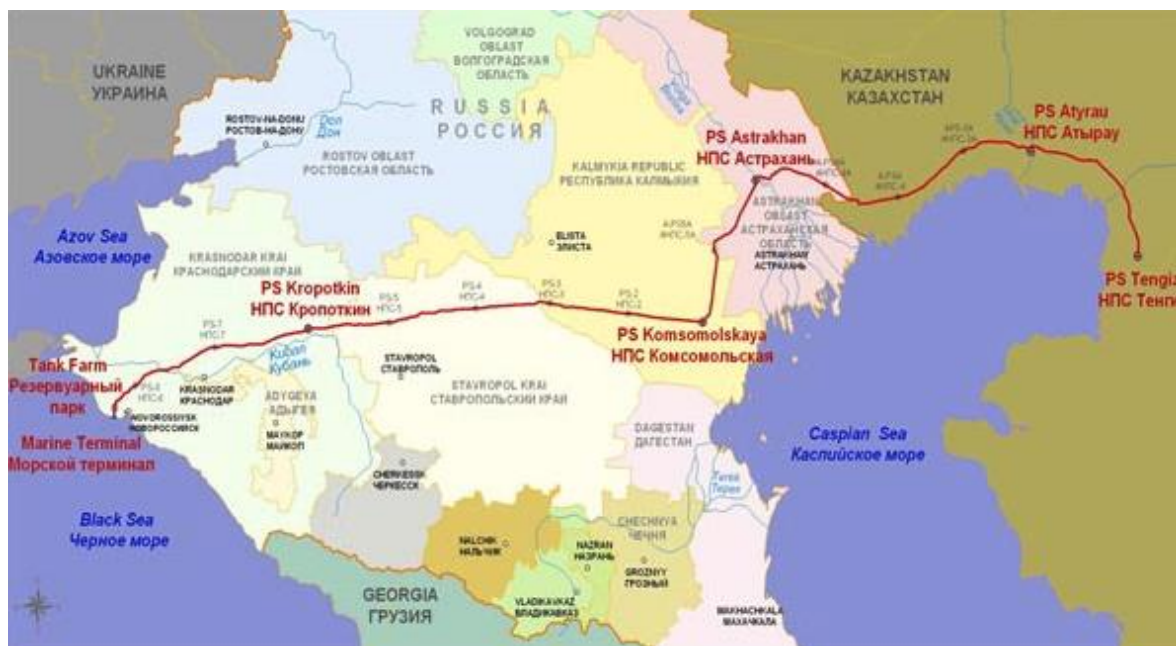 UKRAINE
УКРАИНА
VOLGOGRAD
OBLAST
ВОЛГОГРАДСКАЯ
ОБЛАСТЬ
RUSSIA
РОССИЯ
KAZAKHSTAN
КАЗАХСТАН
ROSTOV-NA-DONU
РОСТОВ-НА-ДОНУ
Don
Дон
ROSTOV OBLAST
РОСТОВСКАЯ ОБЛАСТЬ
Volga
Волга
PS Astrakhan
НПС Астрахань
PS Atyrau
НПС Атырау
KALMYKIA REPUBLIC
РЕСПУБЛИКА КАЛМЫКИЯ
ASTRAKHAN
OBLAST
АСТРАХАНСКАЯ
ОБЛАСТЬ
ASTRAKHAN
АСТРАХАНЬ
ELISTA
ЭЛИСТА
Azov Sea
Азовское море
KRASNODAR KRAI
КРАСНОДАРСКИЙ КРАЙ
PS Kropotkin
НПС Кропоткин
PS-5
НПС-5
PS-4
НПС-4
PS-3
НПС-3
PS-2
НПС-2
PS-7
НПС-7
PS Tengiz
PS Komsomolskaya
НПС Комсомольская
Tank Farm
Резервуарный
парк
Kuban
Кубань
KRASNODAR
КРАСНОДАР
STAVROPOL
СТАВРОПОЛЬ
STAVROPOL KRAI
СТАВРОПОЛЬСКИЙ КРАЙ
ADYGEYA
АДЫГЕЯ
NOVOROSSIYSK
НОВОРОССИЙСК
MAYKOP
МАЙКОП
Marine Terminal
Морской терминал
DAGESTAN
ДАГЕСТАН
Caspian Sea
Каспийское море
CHERKESSK
ЧЕРКЕССК
Terek
Терек
Black Sea
Черное море
CHECHNYA
ЧЕЧНЯ
NALCHIK
НАЛЬЧИК
NAZRAN
НАЗРАНЬ
GROZNYY
ГРОЗНЫЙ
GEORGIA
ГРУЗИЯ
VLADIKAVKAZ
ВЛАДИКАВКАЗ
MAKHACHKALA
МАХАЧКАЛА